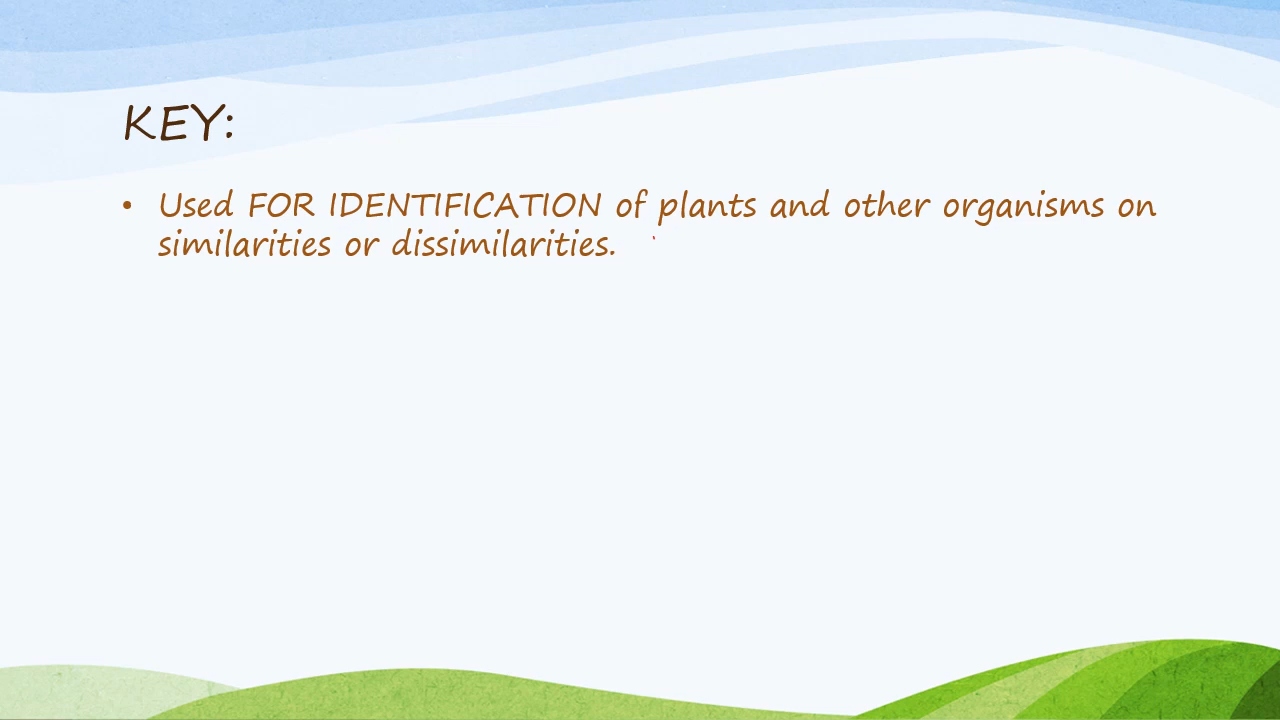 KEY:
• Used FOR IDENTIFICATION of plants and other organisms on
similarities or dissimilarities.